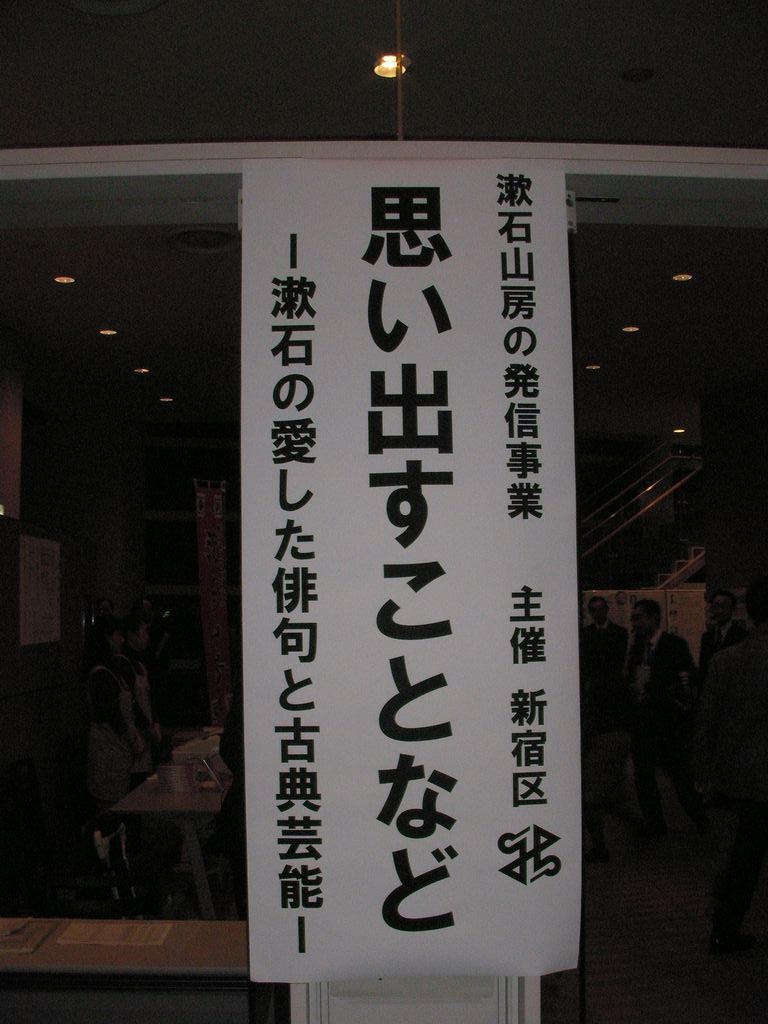 漱石山房の発信事業 主催 新宿区
思い出すことなど
ー漱石の愛した俳句と古典芸能ー